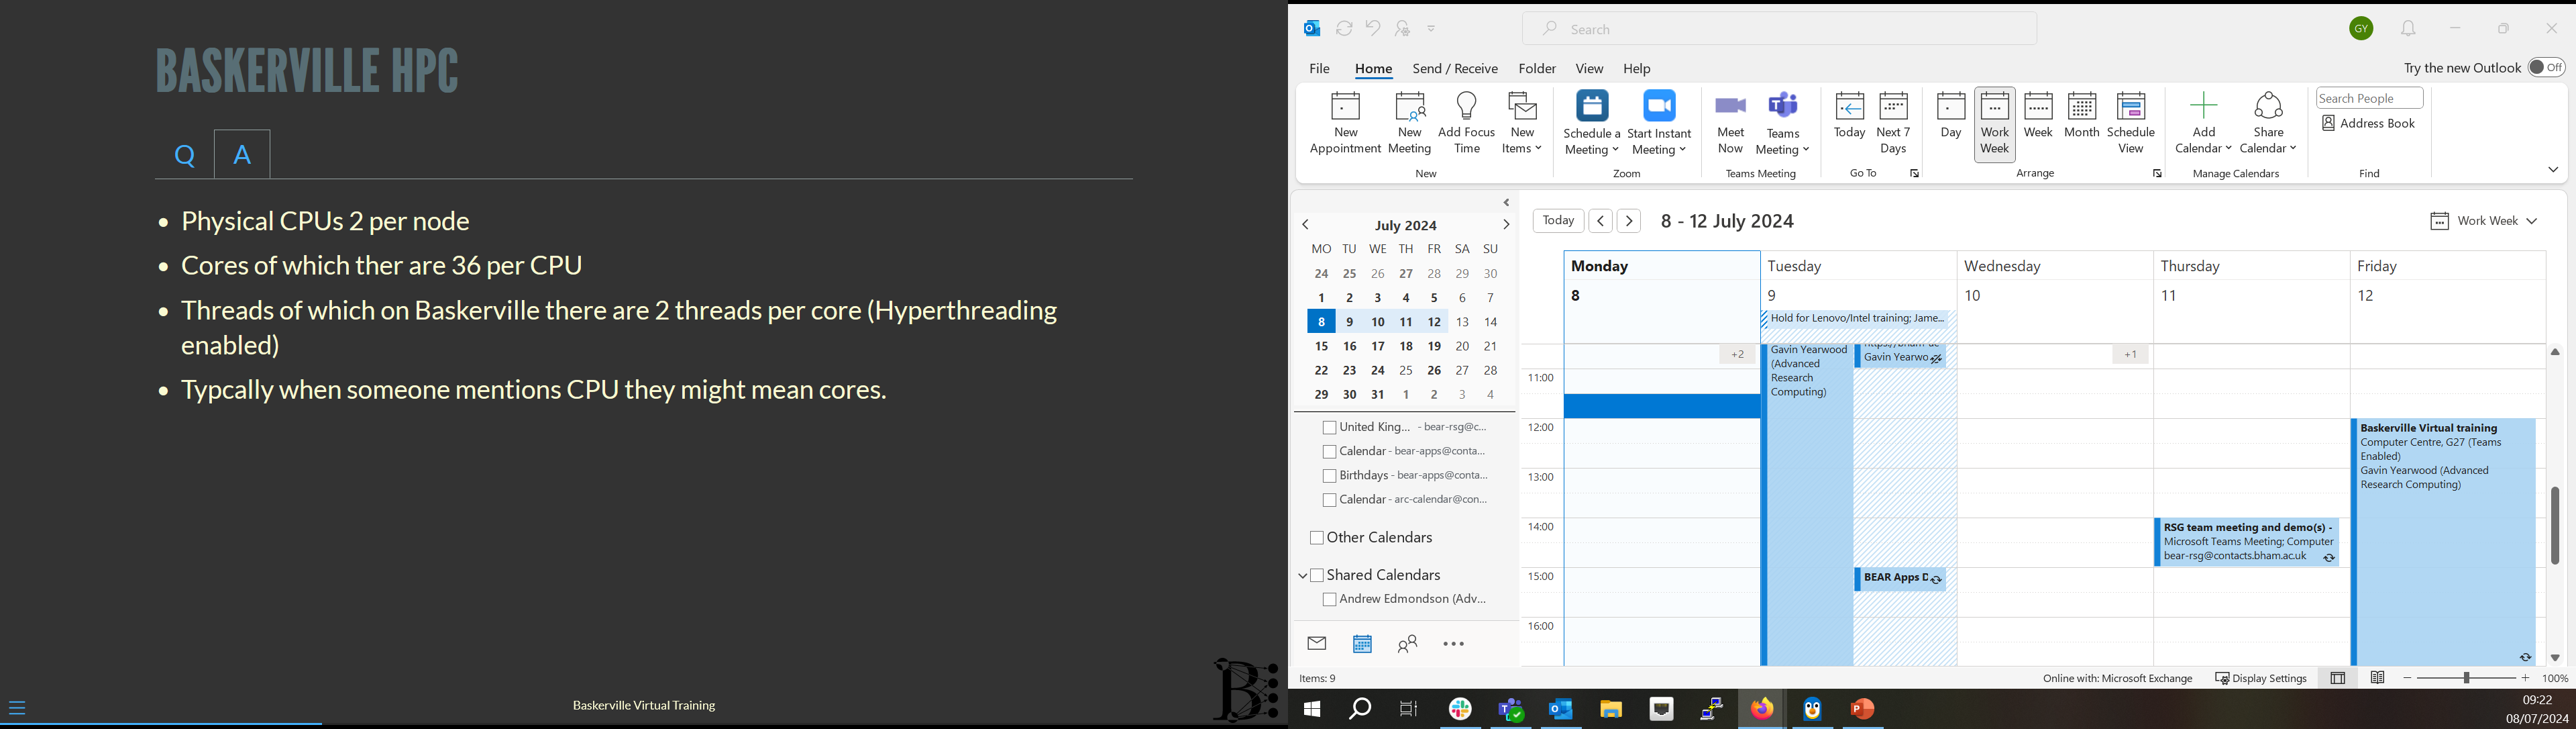 BASKERVILLE HPC
Q A
Physical CPUs 2 per node
Cores of which ther are 36 per CPU
Threads of which on Baskerville there are 2 threads per core (Hyperthreading
enabled)
Typcally when someone mentions CPU they might mean cores.
Baskerville Virtual Training
Search
GY
File Home Send / Receive Folder View Help
Try the new Outlook Off
New
Appointment
New
Meeting
Add Focus
Time
New
Items
New
Schedule a
Meeting
Start Instant
Meeting
Zoom
Meet
Now
Teams
Meeting
Teams Meeting
Today
Next 7
Days
Go To
Day
Work
Week
Week
Month
Schedule
View
Arrange
Add
Calendar
Share
Calendar
Manage Calendars
Search People
Address Book
Find
July 2024
MO TU WE TH FR SA SU
24 25 26 27 28 29 30
1 2 3 4 5 6 7
8 9 10 11 12 13 14
15 16 17 18 19 20 21
22 23 24 25 26 27 28
29 30 31 1 2 3 4
United King... - bear-rsg@c...
Calendar - bear-apps@conta...
Birthdays - bear-apps@conta...
Calendar - arc-calendar@con...
Other Calendars
Shared Calendars
Andrew Edmondson (Adv...
Today
8 - 12 July 2024
Work Week
Monday Tuesday Wednesday Thursday Friday
8 9 10 11 12
Hold for Lenovo/Intel training; Jame...
+2
+1
Gavin Yearwood
(Advanced
Research
Computing)
Gavin Yearwo
11:00
12:00
13:00
14:00
15:00
16:00
BEAR Apps D
RSG team meeting and demo(s) -
Microsoft Teams Meeting; Computer
bear-rsg@contacts.bham.ac.uk
Baskerville Virtual training
Computer Centre, G27 (Teams
Enabled)
Gavin Yearwood (Advanced
Research Computing)
Items: 9
Online with: Microsoft Exchange
Display Settings
100%
09:22
08/07/2024